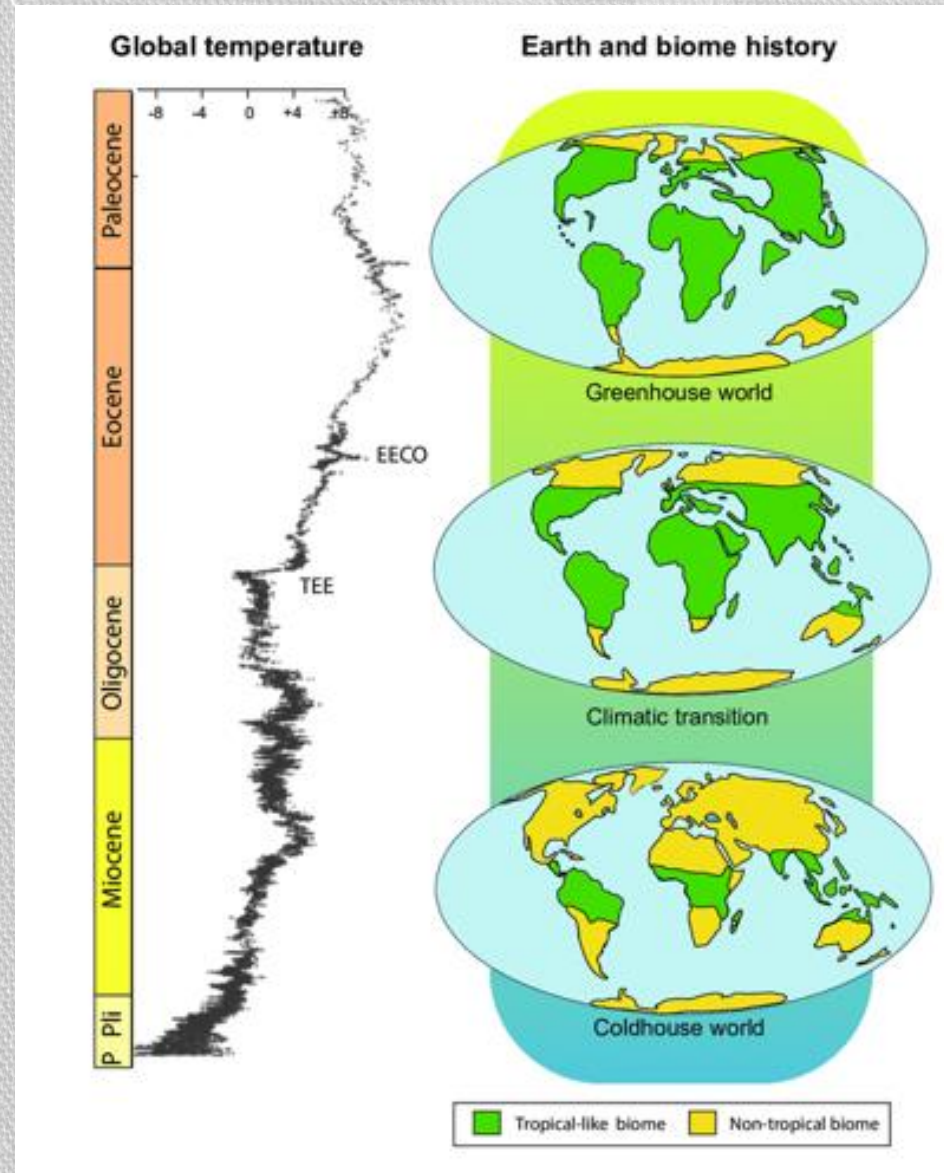 Global temperature
Earth and biome history
-8 -4 0 +4 +8
Paleocene
Eocene
Oligocene
Miocene
Pli
P
EECO
TEE
Greenhouse world
Climatic transition
Coldhouse world
Tropical-like biome
Non-tropical biome